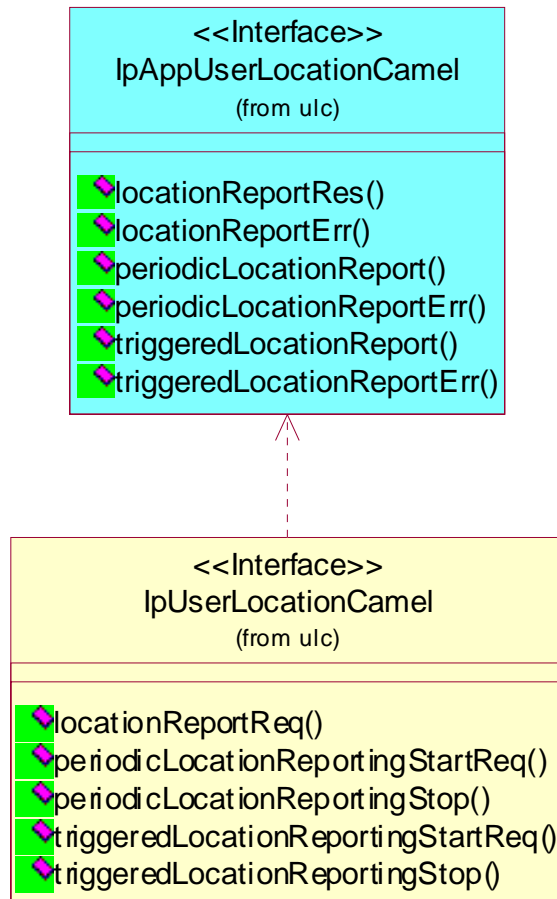 <<Interface>>
IpAppUserLocationCamel
(from ulc)
locationReportRes()
locationReportErr()
periodicLocationReport()
periodicLocationReportErr()
triggeredLocationReport()
triggeredLocationReportErr()
<<Interface>>
IpUserLocationCamel
(from ulc)
locationReportReq()
periodicLocationReportingStartReq()
periodicLocationReportingStop()
triggeredLocationReportingStartReq()
triggeredLocationReportingStop()